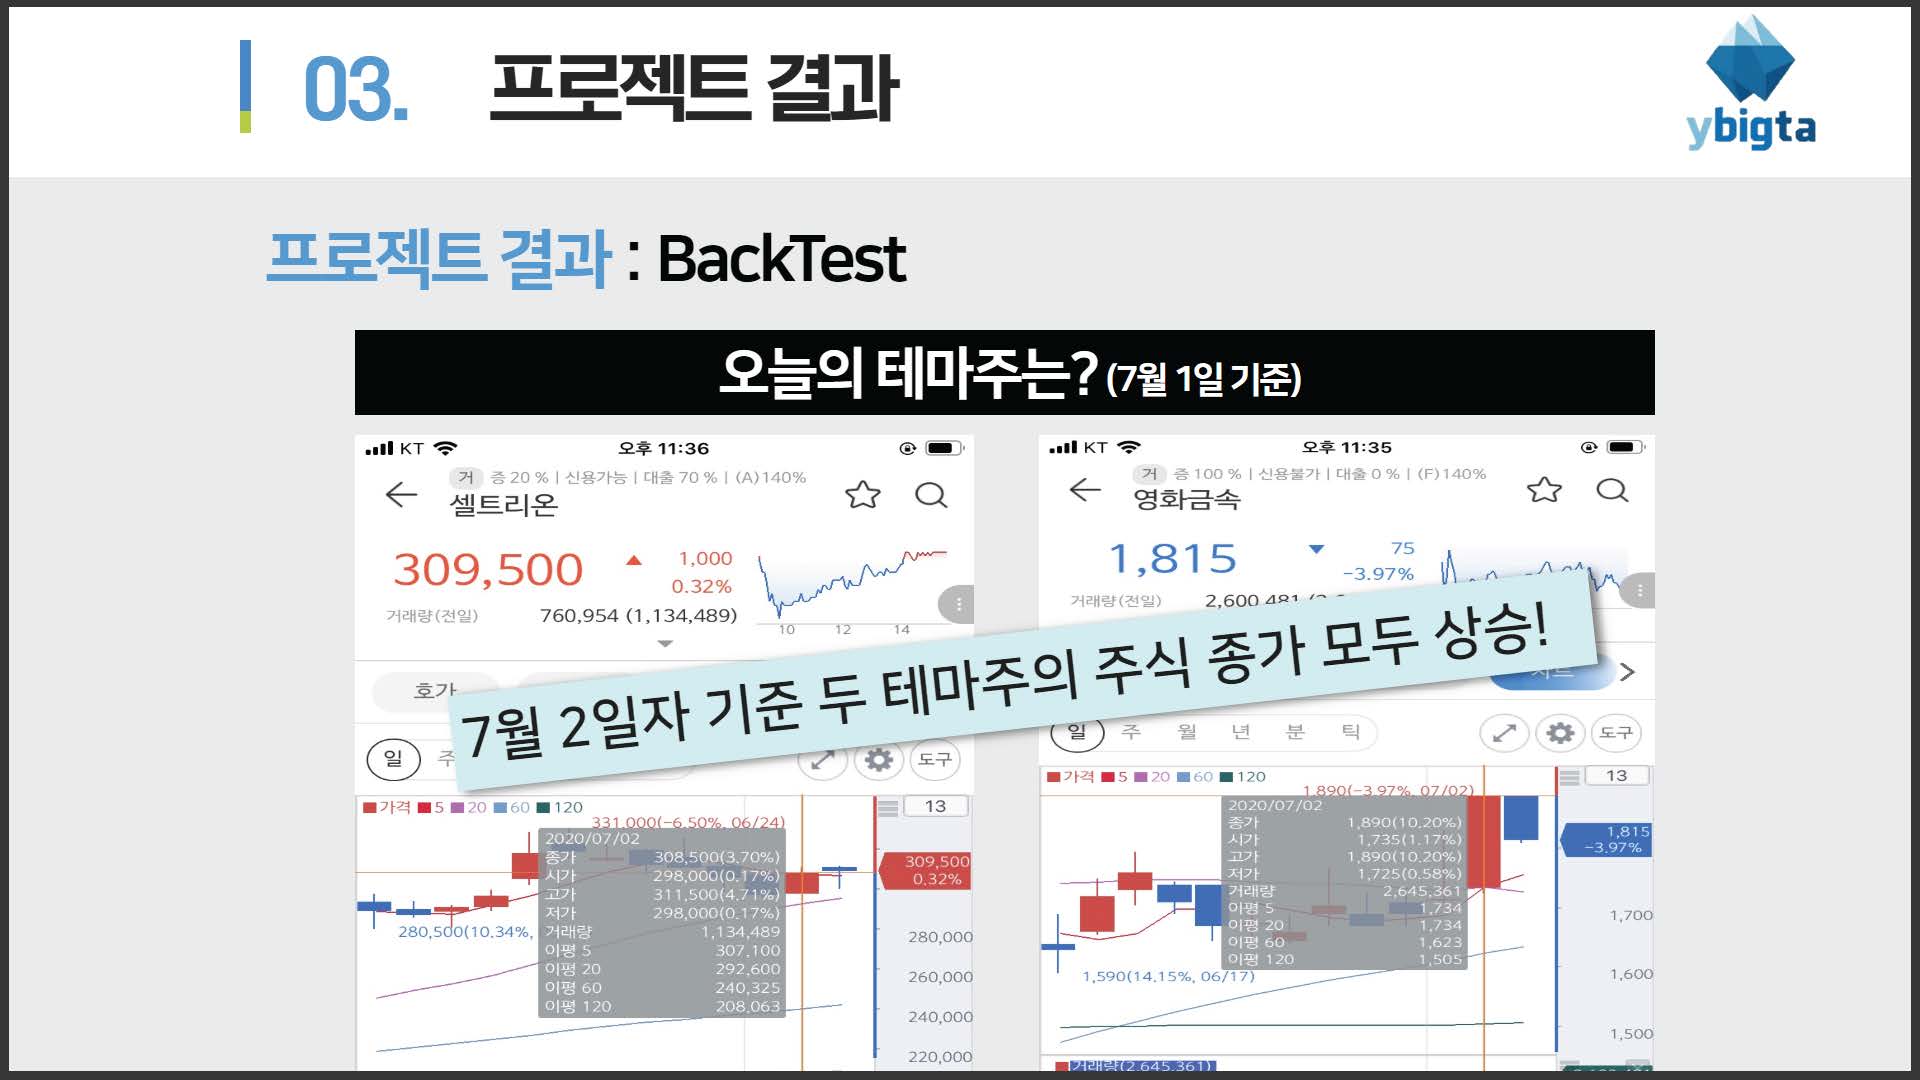 03. 프로젝트 결과
ybigta
프로젝트 결과 : BackTest
오늘의 테마주는? (7월 1일 기준)
KT 오후 11:36
거 증 20 % | 신용가능 | 대출 70 % | (A)140%
셀트리온
309,500 ▲ 1,000
0.32%
거래량(전일) 760,954 (1,134,489)
10 12 14
호가
일 주 도구
가격 5 20 60 120
13
331,000(-6.50%, 06/24)
2020/07/02
종가 308,500(3.70%)
시가 298,000(0.17%)
고가 311,500(4.71%)
저가 298,000(0.17%)
거래량 1,134,489
이평 5 307,100
이평 20 292,600
이평 60 240,325
이평 120 208,063
280,500(10.34%,
309,500
0.32%
280,000
260,000
240,000
220,000
KT 오후 11:35
거 증 100 % | 신용불가 | 대출 0 % | (F)140%
영화금속
1,815 ▼ 75
-3.97%
거래량(전일) 2,600,481
7월 2일자 기준 두 테마주의 주식 종가 모두 상승!
일 주 월 년 분 틱 도구
가격 5 20 60 120
13
1,890(-3.97%, 07/02)
2020/07/02
종가 1,890(10.20%)
시가 1,735(1.17%)
고가 1,890(10.20%)
저가 1,725(0.58%)
거래량 2,645,361
이평 5 1,734
이평 20 1,734
이평 60 1,623
이평 120 1,505
1,590(14.15%, 06/17)
1,815
-3.97%
1,700
1,600
1,500
거래량(2,645,361)